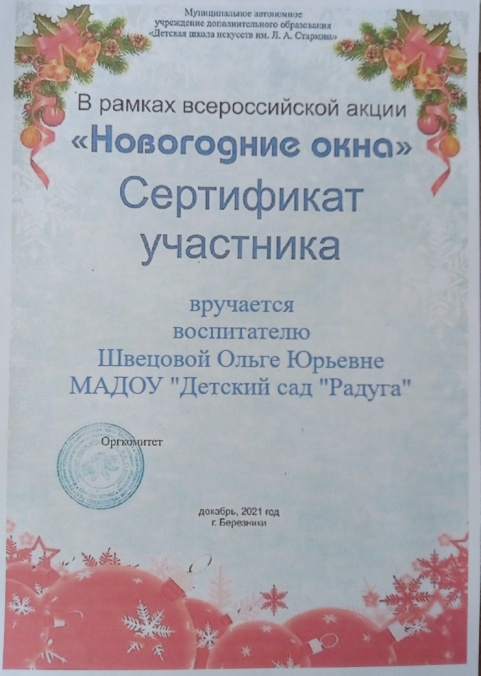 Муниципальное автономное
учреждение дополнительного образования
«Детская школа искусств им. Л. А. Старкова»
В рамках всероссийской акции
«Новогодние окна»
Сертификат
участника
вручается
воспитателю
Швецовой Ольге Юрьевне
МАДОУ "Детский сад "Радуга"
Оргкомитет
декабрь, 2021 год
г. Березники